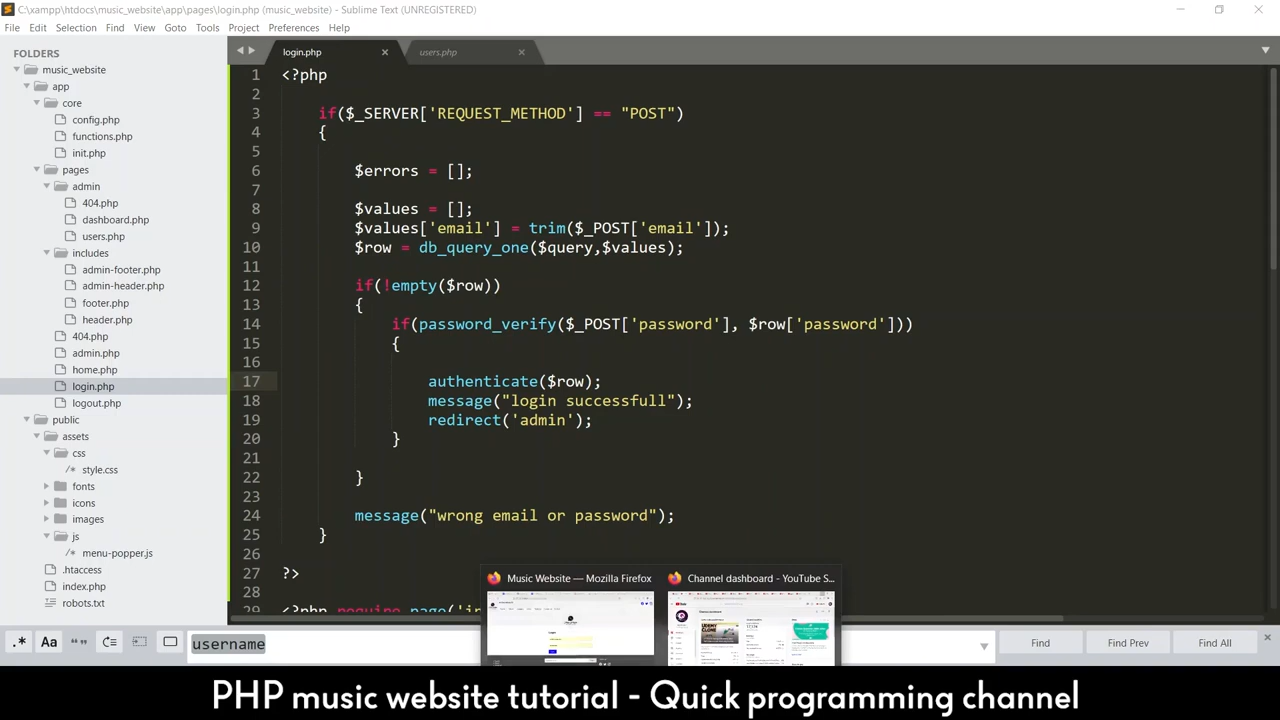 C:\xampp\htdocs\music_website\app\pages\login.php (music_website) - Sublime Text (UNREGISTERED)
File Edit Selection Find View Goto Tools Project Preferences Help
FOLDERS
music_website
app
core
config.php
functions.php
init.php
pages
admin
404.php
dashboard.php
users.php
includes
admin-footer.php
admin-header.php
footer.php
header.php
404.php
admin.php
home.php
login.php
logout.php
public
assets
css
style.css
fonts
icons
images
js
menu-popper.js
.htaccess
index.php
robots.txt
login.php users.php
1 <?php
2
3 if($_SERVER['REQUEST_METHOD'] == "POST")
4 {
5
6 $errors = [];
7
8 $values = [];
9 $values['email'] = trim($_POST['email']);
10 $row = db_query_one($query,$values);
11
12 if(!empty($row))
13 {
14 if(password_verify($_POST['password'], $row['password']))
15 {
16
17 authenticate($row);
18 message("login successfull");
19 redirect('admin');
20 }
21
22 }
23
24 message("wrong email or password");
25 }
26
27 ?>
28
29 <?php require page('in
Music Website — Mozilla Firefox
Channel dashboard - YouTube S...
.* Aa "" username
Find Find Prev Find All
PHP music website tutorial - Quick programming channel